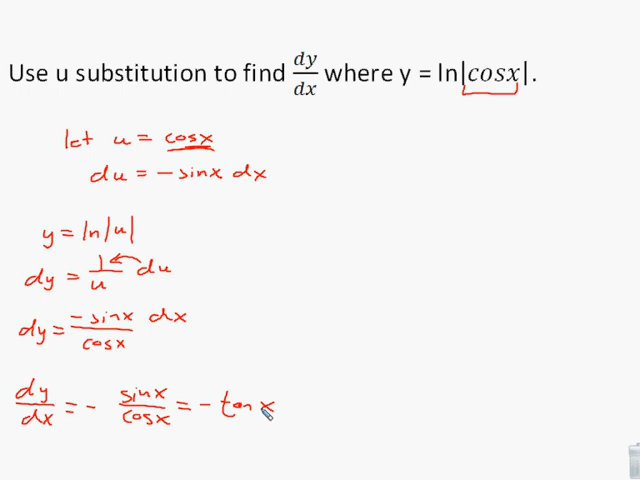 Use u substitution to find dy/dx where y = ln|cosx|.
let u = cosx
du = -sinx dx
y = ln|u|
dy = 1/u du
dy = -sinx/cosx dx
dy/dx = - sinx/cosx = - tan x